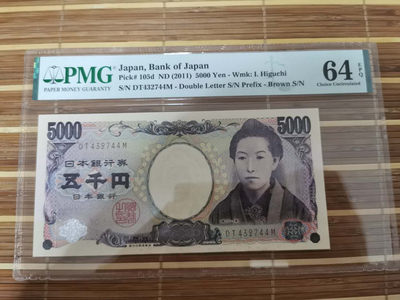 PMG
PAPER MONEY GUARANTY
Japan, Bank of Japan
Pick# 105d ND (2011) 5000 Yen - Wmk: I. Higuchi
S/N DT432744M - Double Letter S/N Prefix - Brown S/N
64 EPQ
Choice Uncirculated
5000
5000
DT432744M
日本銀行券
五千円
日本銀行
DT432744M